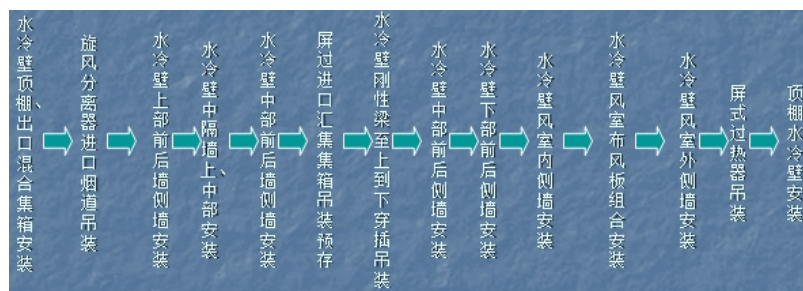 水冷壁顶棚、出口混合集箱安装
旋风分离器进口烟道吊装
水冷壁上部前后墙侧墙安装
水冷壁中隔墙上、中部安装
水冷壁中部前后墙侧墙安装
屏过进口汇集集箱吊装预存
水冷壁刚性梁至上到下穿插吊装
水冷壁中部前后侧墙安装
水冷壁下部前后侧墙安装
水冷壁风室内侧墙安装
水冷壁风室布风板组合安装
水冷壁风室外侧墙安装
屏式过热器吊装
顶棚水冷壁安装